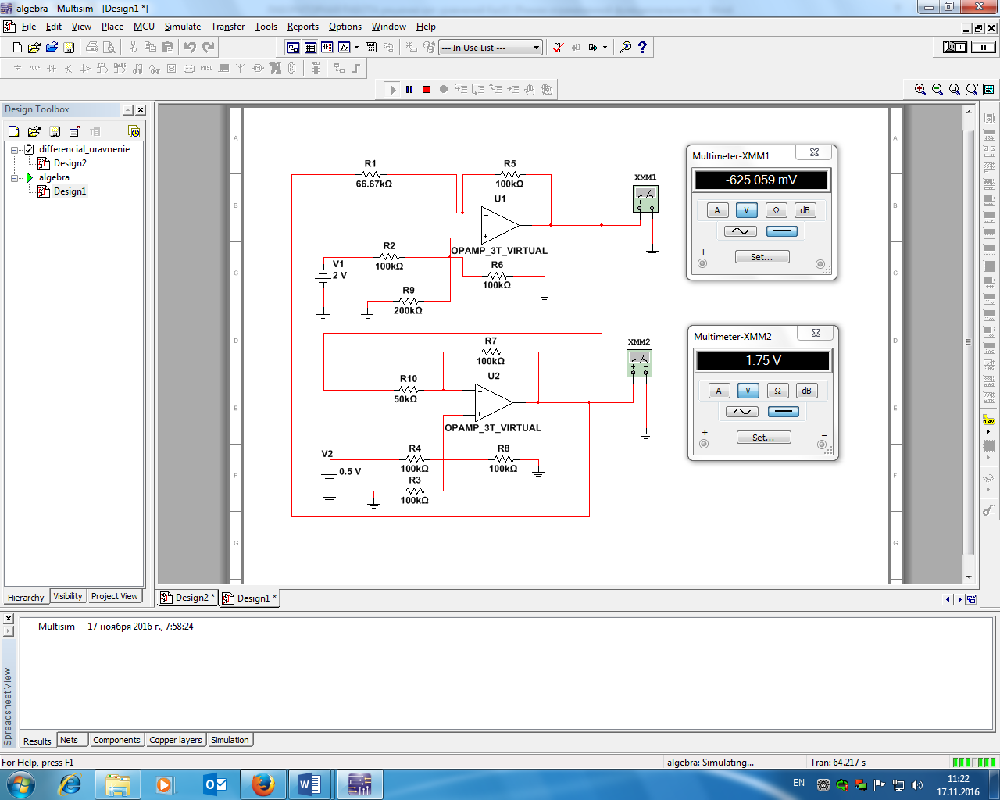 algebra - Multisim - [Design1 *]
File Edit View Place MCU Simulate Transfer Tools Reports Options Window Help
--- In Use List ---
MISC
Design Toolbox
differencial_uravnenie
Design2
algebra
Design1
Hierarchy Visibility Project View
A
B
C
D
E
F
G
A
B
C
D
E
F
G
R1
66.67kΩ
R5
100kΩ
U1
OPAMP_3T_VIRTUAL
XMM1
R2
100kΩ
V1
2 V
R6
100kΩ
R9
200kΩ
R7
100kΩ
XMM2
U2
R10
50kΩ
OPAMP_3T_VIRTUAL
V2
0.5 V
R4
100kΩ
R8
100kΩ
R3
100kΩ
Multimeter-XMM1
-625.059 mV
A V Ω dB
+ Set... −
Multimeter-XMM2
1.75 V
A V Ω dB
+ Set... −
1.4v
Design2 * Design1 *
Multisim - 17 ноября 2016 г., 7:58:24
Spreadsheet View
Results Nets Components Copper layers Simulation
For Help, press F1 - algebra: Simulating... Tran: 64.217 s
EN 11:22
17.11.2016